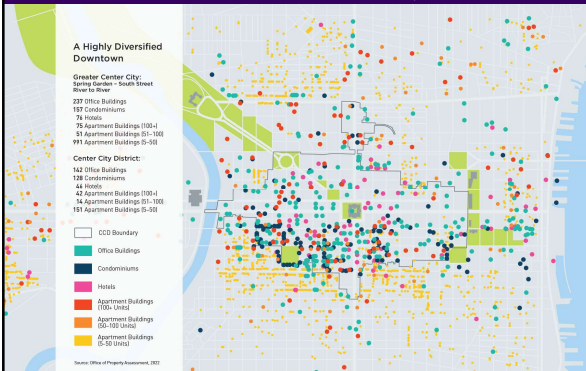 A Highly Diversified
Downtown
Greater Center City:
Spring Garden – South Street
River to River
237 Office Buildings
157 Condominiums
76 Hotels
75 Apartment Buildings (100+)
51 Apartment Buildings (51–100)
991 Apartment Buildings (5–50)
Center City District:
142 Office Buildings
128 Condominiums
46 Hotels
42 Apartment Buildings (100+)
14 Apartment Buildings (51–100)
151 Apartment Buildings (5–50)
CCD Boundary
Office Buildings
Condominiums
Hotels
Apartment Buildings
(100+ Units)
Apartment Buildings
(50–100 Units)
Apartment Buildings
(5-50 Units)
Source: Office of Property Assessment, 2022